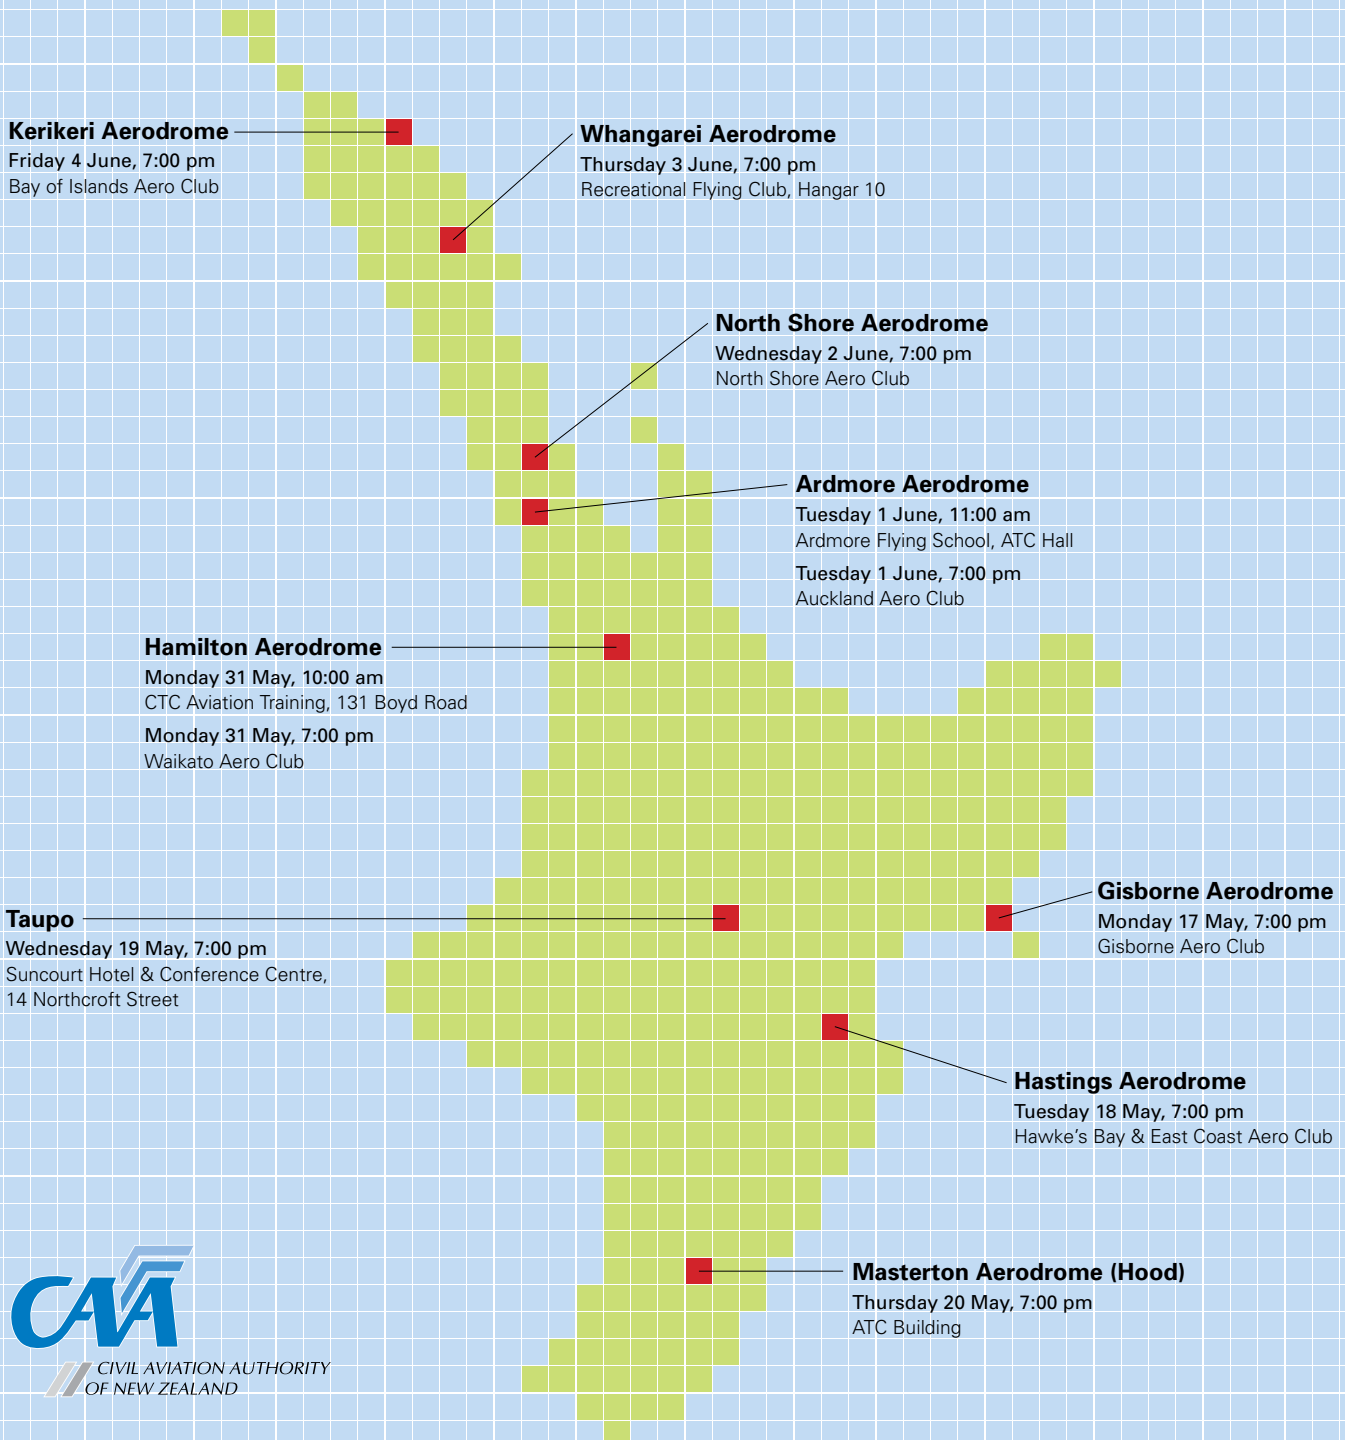 Kerikeri Aerodrome
Friday 4 June, 7:00 pm
Bay of Islands Aero Club
Whangarei Aerodrome
Thursday 3 June, 7:00 pm
Recreational Flying Club, Hangar 10
North Shore Aerodrome
Wednesday 2 June, 7:00 pm
North Shore Aero Club
Ardmore Aerodrome
Tuesday 1 June, 11:00 am
Ardmore Flying School, ATC Hall
Tuesday 1 June, 7:00 pm
Auckland Aero Club
Hamilton Aerodrome
Monday 31 May, 10:00 am
CTC Aviation Training, 131 Boyd Road
Monday 31 May, 7:00 pm
Waikato Aero Club
Taupo
Wednesday 19 May, 7:00 pm
Suncourt Hotel & Conference Centre,
14 Northcroft Street
Gisborne Aerodrome
Monday 17 May, 7:00 pm
Gisborne Aero Club
Hastings Aerodrome
Tuesday 18 May, 7:00 pm
Hawke's Bay & East Coast Aero Club
Masterton Aerodrome (Hood)
Thursday 20 May, 7:00 pm
ATC Building
CAA
CIVIL AVIATION AUTHORITY
OF NEW ZEALAND